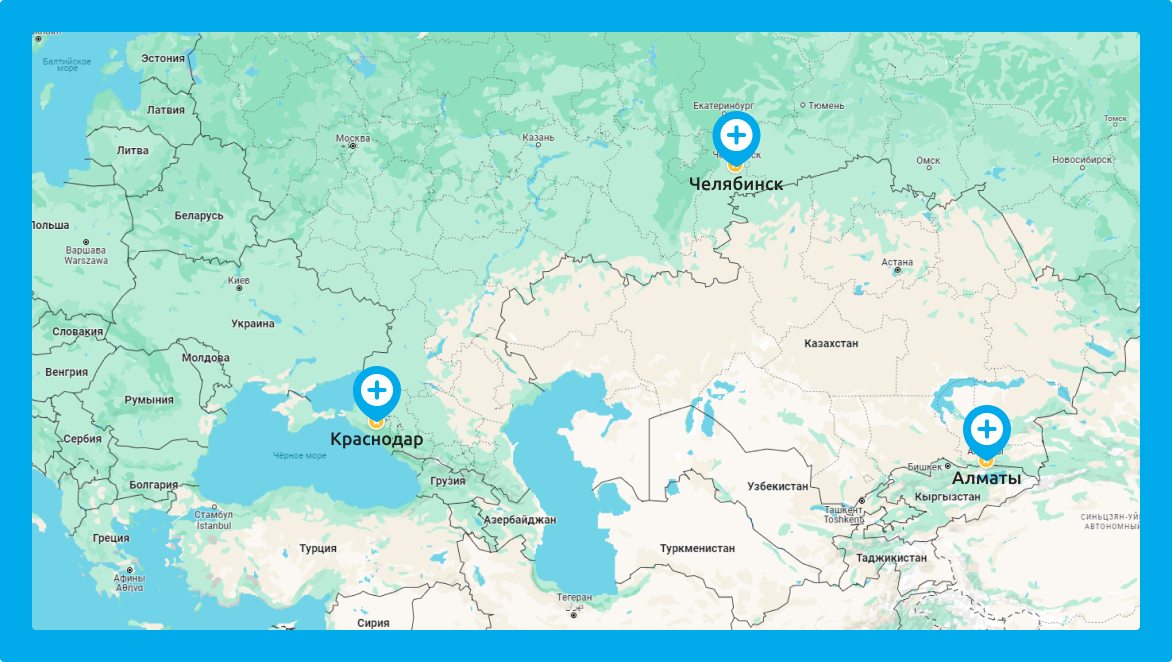 Балтийское
море
Эстония
Латвия
Литва
Екатеринбург
Тюмень
Томск
Москва
Казань
Омск
Новосибирск
Челябинск
Беларусь
Польша
Варшава
Warszawa
Киев
Астана
Украина
Словакия
Казахстан
Молдова
Венгрия
Румыния
Краснодар
Сербия
Чёрное море
Бишкек
Алматы
Болгария
Грузия
Узбекистан
Кыргызстан
Стамбул
Istanbul
Азербайджан
Ташкент
Toshkent
СИНЬЦЗЯН-УЙГ
АВТОНОМНЫЙ
Греция
Турция
Туркменистан
Таджикистан
Афины
Αθήνα
Тегеран
Сирия